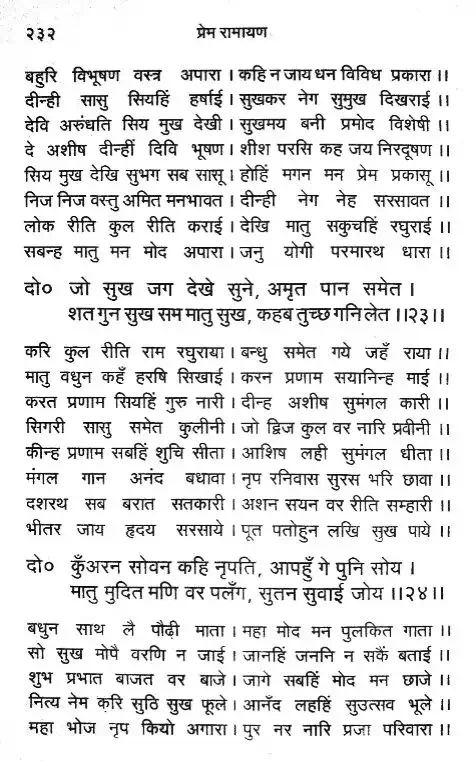 २३२ प्रेम रामायण
बहुरि विभूषण वस्त्र अपारा । कहि न जाय धन विविध प्रकारा ।।
दीन्ही सासु सियहिं हर्षाई । सुखकर नेग सुमुख दिखराई ।।
देवि अरुंधति सिय मुख देखी । सुखमय बनी प्रमोद विशेषी ।।
दे अशीष दीन्हीं दिवि भूषण । शीश परसि कह जय निरदूषण ।।
सिय मुख देखि सुभग सब सासू । होहिं मगन मन प्रेम प्रकासू ।।
निज निज वस्तु अमित मनभावत । दीन्ही नेग नेह सरसावत ।।
लोक रीति कुल रीति कराई । देखि मातु सकुचहिं रघुराई ।।
सबन्ह मातु मन मोद अपारा । जनु योगी परमारथ धारा ।।
दो० जो सुख जग देखे सुने, अमृत पान समेत ।
शत गुन सुख सम मातु सुख, कहब तुच्छ गनि लेत ।।२३।।
करि कुल रीति राम रघुराया । बन्धु समेत गये जहँ राया ।।
मातु वधुन कहँ हरषि सिखाई । करन प्रणाम सयानिन्ह माई ।।
करत प्रणाम सियहिं गुरु नारी । दीन्ह अशीष सुमंगल कारी ।।
सिगरी सासु समेत कुलीनी । जो द्विज कुल वर नारि प्रवीनी ।।
कीन्ह प्रणाम सबहिं शुचि सीता । आशिष लही सुमंगल धीता ।।
मंगल गान अनंद बधावा । नृप रनिवास सुरस भरि छावा ।।
दशरथ सब बरात सतकारी । अशन सयन वर रीति सम्हारी ।।
भीतर जाय हृदय सरसाये । पूत पतोहुन लखि सुख पाये ।।
दो० कुँअरन सोवन कहि नृपति, आपहुँ गे पुनि सोय ।
मातु मुदित मणि वर पलँग, सुतन सुवाई जोय ।।२४।।
बधुन साथ लै पौढ़ी माता । महा मोद मन पुलकित गाता ।।
सो सुख मोपै वरणि न जाई । जानहिं जननि न सकैं बताई ।।
शुभ प्रभात बाजत वर बाजे । जागे सबहिं मोद मन छाजे ।।
नित्य नेम करि सुठि सुख फूले । आनँद लहहिं सुउत्सव भूले ।।
महा भोज नृप कियो अगारा । पुर नर नारि प्रजा परिवारा ।।